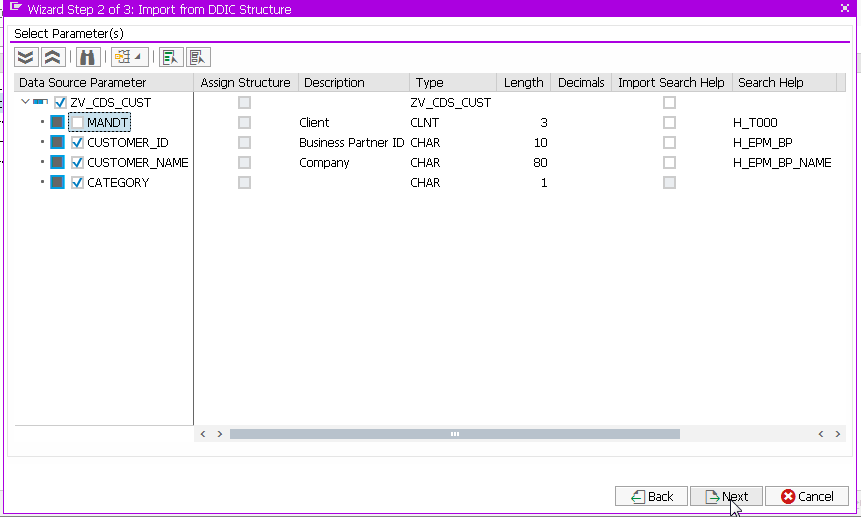 Wizard Step 2 of 3: Import from DDIC Structure
Select Parameter(s)
Data Source Parameter Assign Structure Description Type Length Decimals Import Search Help Search Help
ZV_CDS_CUST ZV_CDS_CUST
MANDT Client CLNT 3 H_T000
CUSTOMER_ID Business Partner ID CHAR 10 H_EPM_BP
CUSTOMER_NAME Company CHAR 80 H_EPM_BP_NAME
CATEGORY CHAR 1
Back Next Cancel